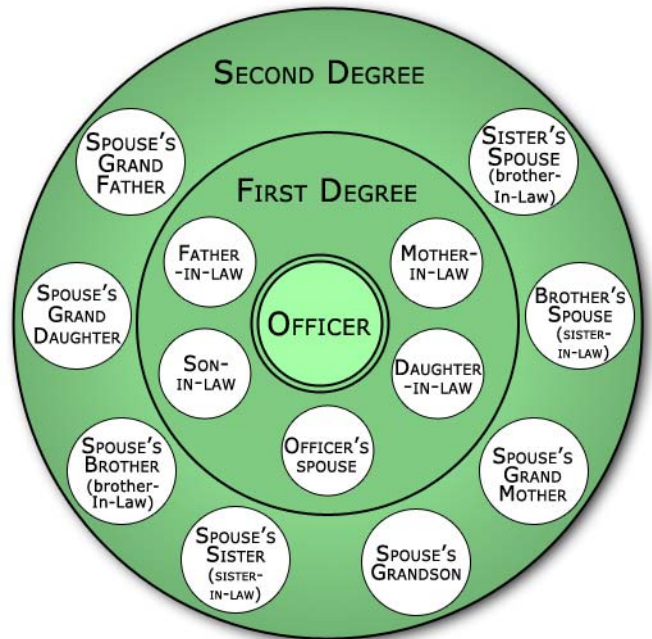 SECOND DEGREE
SPOUSE'S
GRAND
FATHER
SISTER'S
SPOUSE
(brother-
In-Law)
FIRST DEGREE
FATHER
-IN-LAW
MOTHER-
IN-LAW
SPOUSE'S
GRAND
DAUGHTER
OFFICER
BROTHER'S
SPOUSE
(SISTER-
IN-LAW)
SON-
IN-LAW
DAUGHTER
-IN-LAW
SPOUSE'S
BROTHER
(brother-
In-Law)
OFFICER'S
SPOUSE
SPOUSE'S
GRAND
MOTHER
SPOUSE'S
SISTER
(SISTER-
IN-LAW)
SPOUSE'S
GRANDSON